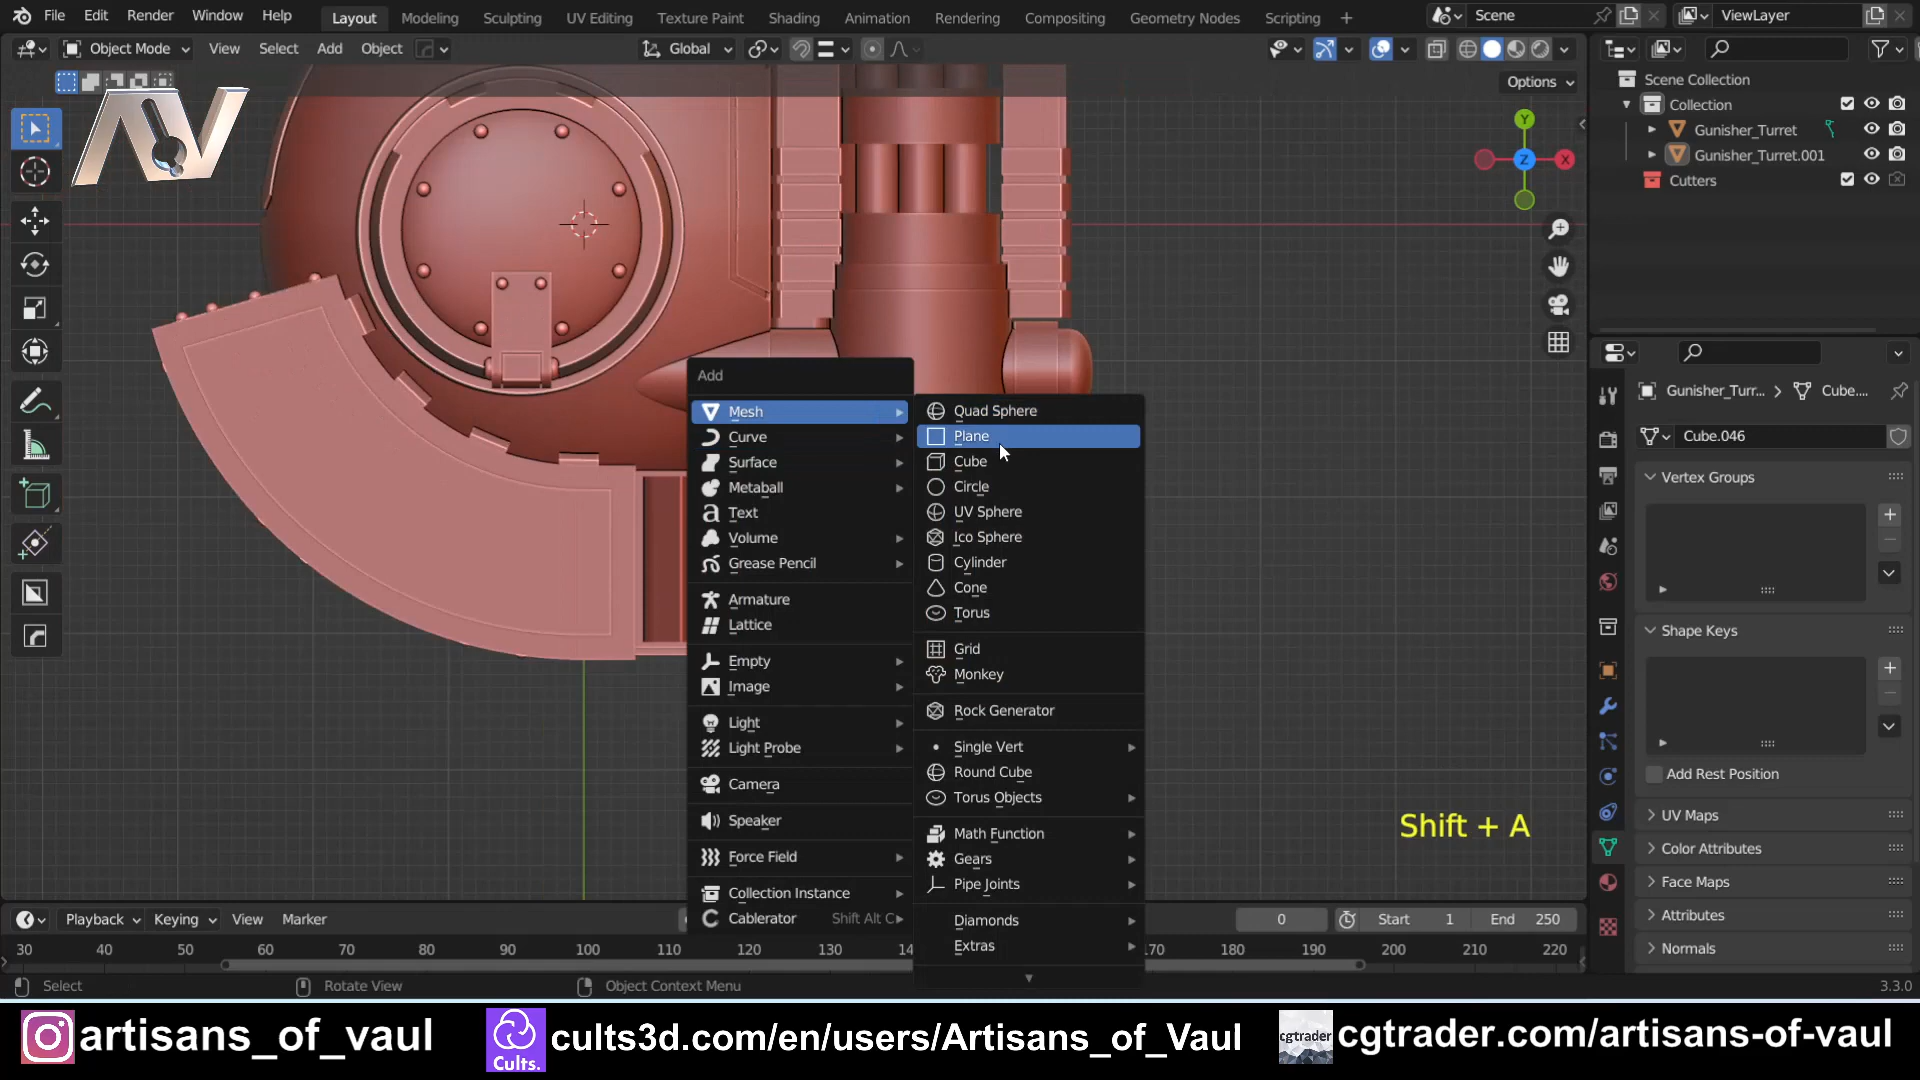 File Edit Render Window Help Layout Modeling Sculpting UV Editing Texture Paint Shading Animation Rendering Compositing Geometry Nodes Scripting + Scene ViewLayer
Object Mode View Select Add Object Global
Options
Scene Collection
Collection
Gunisher_Turret
Gunisher_Turret.001
Cutters
AV
Y
Z X
Add
Mesh
Curve
Surface
Metaball
Text
Volume
Grease Pencil
Armature
Lattice
Empty
Image
Light
Light Probe
Camera
Speaker
Force Field
Collection Instance
Cablerator Shift Alt C
Quad Sphere
Plane
Cube
Circle
UV Sphere
Ico Sphere
Cylinder
Cone
Torus
Grid
Monkey
Rock Generator
Single Vert
Round Cube
Torus Objects
Math Function
Gears
Pipe Joints
Diamonds
Extras
Shift + A
Gunisher_Turr... > Cube....
Cube.046
Vertex Groups
Shape Keys
Add Rest Position
UV Maps
Color Attributes
Face Maps
Attributes
Normals
Playback Keying View Marker 0 Start 1 End 250
30 40 50 60 70 80 90 100 110 120 130 14 170 180 190 200 210 220
Select Rotate View Object Context Menu 3.3.0
artisans_of_vaul Cults. cults3d.com/en/users/Artisans_of_Vaul cgtrader cgtrader.com/artisans-of-vaul